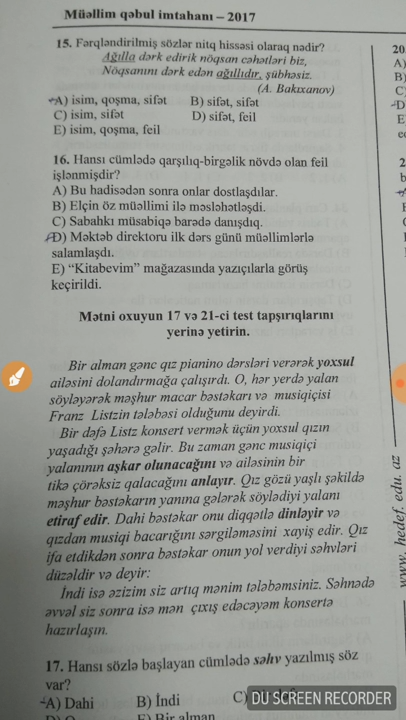 Müəllim qəbul imtahanı – 2017
15. Fərqləndirilmiş sözlər nitq hissəsi olaraq nədir?
Ağılla dərk edirik nöqsan cəhətləri biz,
Nöqsanını dərk edən ağıllıdır, şübhəsiz.
(A. Bakıxanov)
A) isim, qoşma, sifət B) sifət, sifət
C) isim, sifət D) sifət, feil
E) isim, qoşma, feil
16. Hansı cümlədə qarşılıq-birgəlik növdə olan feil
işlənmişdir?
A) Bu hadisədən sonra onlar dostlaşdılar.
B) Elçin öz müəllimi ilə məsləhətləşdi.
C) Sabahkı müsabiqə barədə danışdıq.
D) Məktəb direktoru ilk dərs günü müəllimlərlə
salamlaşdı.
E) “Kitabevim” mağazasında yazıçılarla görüş
keçirildi.
Mətni oxuyun 17 və 21-ci test tapşırıqlarını
yerinə yetirin.
Bir alman gənc qız pianino dərsləri verərək yoxsul
ailəsini dolandırmağa çalışırdı. O, hər yerdə yalan
söyləyərək məşhur macar bəstəkarı və musiqiçisi
Franz Listzin tələbəsi olduğunu deyirdi.
Bir dəfə Listz konsert vermək üçün yoxsul qızın
yaşadığı şəhərə gəlir. Bu zaman gənc musiqiçi
yalanının aşkar olunacağını və ailəsinin bir
tikə çörəksiz qalacağını anlayır. Qız gözü yaşlı şəkildə
məşhur bəstəkarın yanına gələrək söylədiyi yalanı
etiraf edir. Dahi bəstəkar onu diqqətlə dinləyir və
qızdan musiqi bacarığını sərgiləməsini xayiş edir. Qız
ifa etdikdən sonra bəstəkar onun yol verdiyi səhvləri
düzəldir və deyir:
İndi isə əzizim siz artıq mənim tələbəmsiniz. Səhnədə
əvvəl siz sonra isə mən çıxış edəcəyəm konsertə
hazırlaşın.
17. Hansı sözlə başlayan cümlədə səhv yazılmış söz
var?
A) Dahi B) İndi C)
E) Bir alman
20
A)
B)
C
D
E
www.hedef.edu.az
DU SCREEN RECORDER